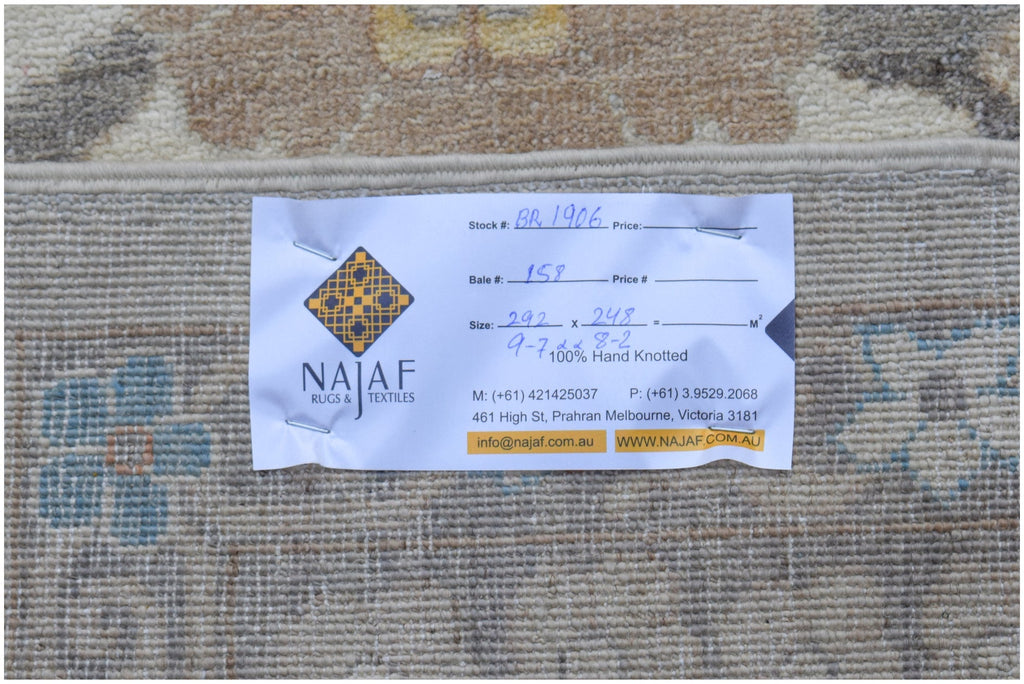 Stock #: BR 1906 Price:
Bale #: 158 Price #
Size: 292 X 248 = M²
9-7 8-2
100% Hand Knotted
NAJAF
RUGS & TEXTILES
M: (+61) 421425037 P: (+61) 3.9529.2068
461 High St, Prahran Melbourne, Victoria 3181
info@najaf.com.au WWW.NAJAF.COM.AU